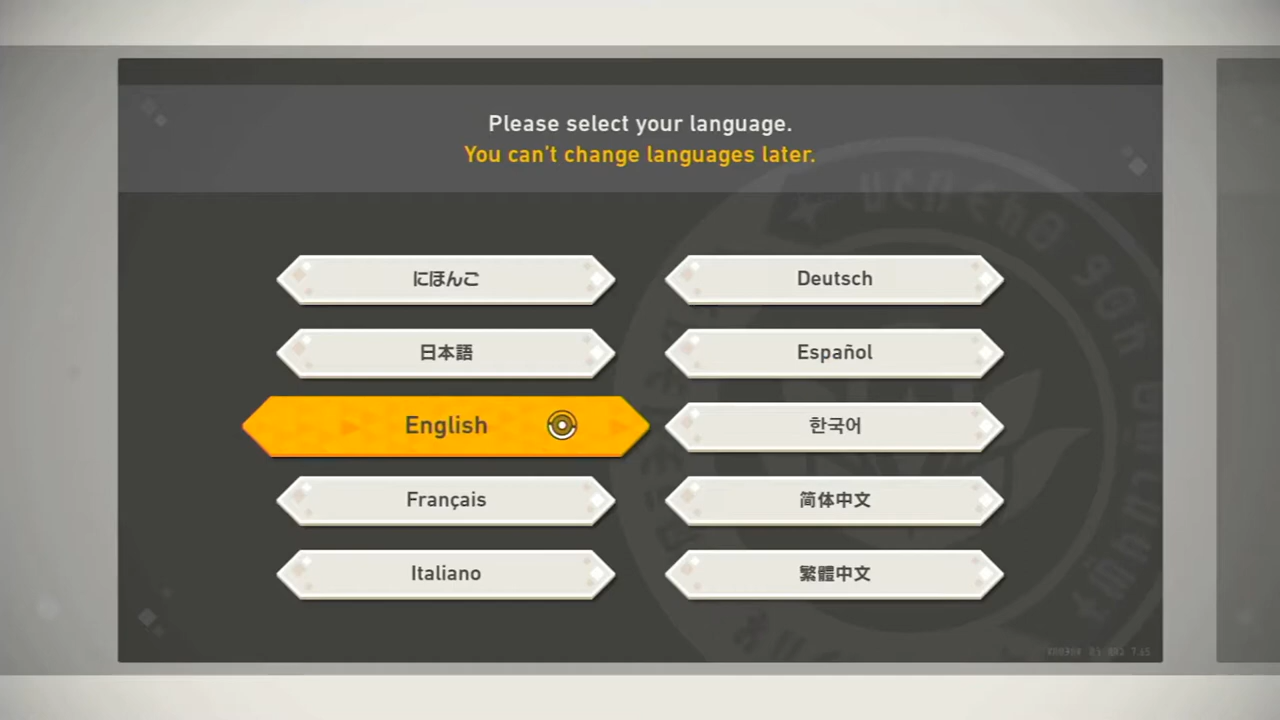 Please select your language.
You can't change languages later.
にほんご
日本語
English
Français
Italiano
Deutsch
Español
한국어
简体中文
繁體中文